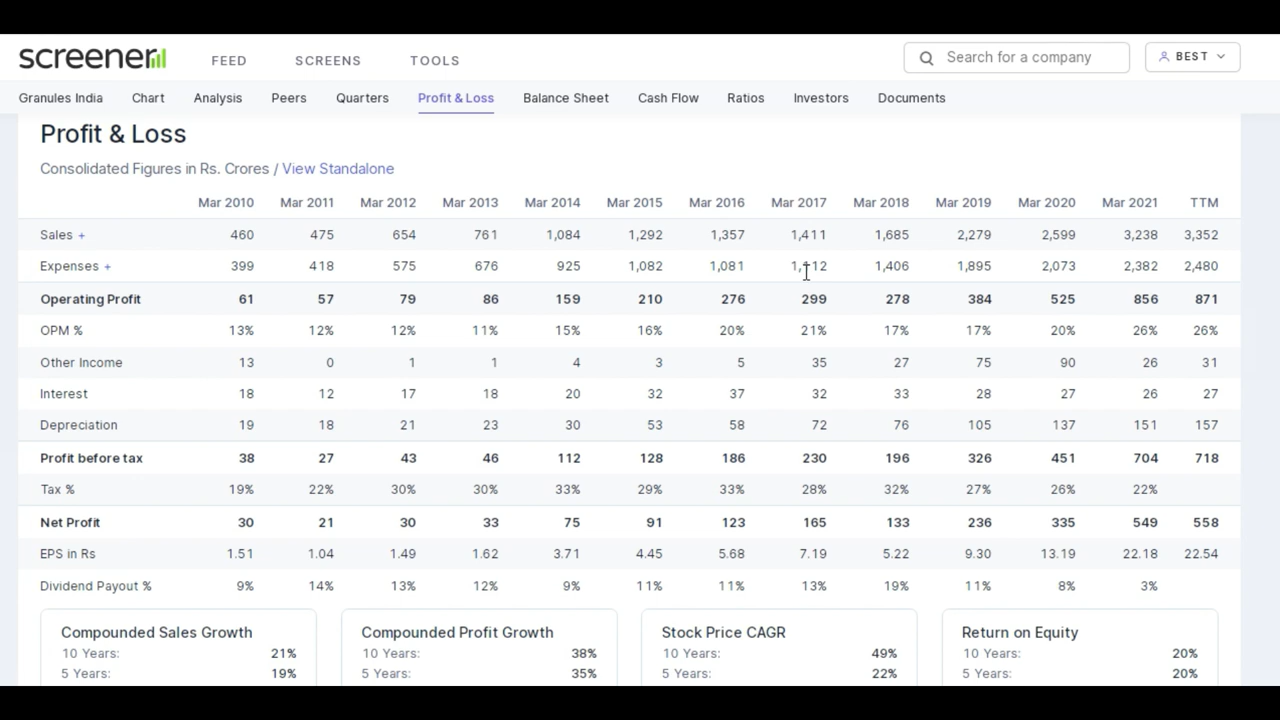 screener
FEED SCREENS TOOLS
Search for a company
BEST
Granules India Chart Analysis Peers Quarters Profit & Loss Balance Sheet Cash Flow Ratios Investors Documents
Profit & Loss
Consolidated Figures in Rs. Crores / View Standalone
Mar 2010 Mar 2011 Mar 2012 Mar 2013 Mar 2014 Mar 2015 Mar 2016 Mar 2017 Mar 2018 Mar 2019 Mar 2020 Mar 2021 TTM
Sales + 460 475 654 761 1,084 1,292 1,357 1,411 1,685 2,279 2,599 3,238 3,352
Expenses + 399 418 575 676 925 1,082 1,081 1,112 1,406 1,895 2,073 2,382 2,480
Operating Profit 61 57 79 86 159 210 276 299 278 384 525 856 871
OPM % 13% 12% 12% 11% 15% 16% 20% 21% 17% 17% 20% 26% 26%
Other Income 13 0 1 1 4 3 5 35 27 75 90 26 31
Interest 18 12 17 18 20 32 37 32 33 28 27 26 27
Depreciation 19 18 21 23 30 53 58 72 76 105 137 151 157
Profit before tax 38 27 43 46 112 128 186 230 196 326 451 704 718
Tax % 19% 22% 30% 30% 33% 29% 33% 28% 32% 27% 26% 22%
Net Profit 30 21 30 33 75 91 123 165 133 236 335 549 558
EPS in Rs 1.51 1.04 1.49 1.62 3.71 4.45 5.68 7.19 5.22 9.30 13.19 22.18 22.54
Dividend Payout % 9% 14% 13% 12% 9% 11% 11% 13% 19% 11% 8% 3%
Compounded Sales Growth
10 Years: 21%
5 Years: 19%
Compounded Profit Growth
10 Years: 38%
5 Years: 35%
Stock Price CAGR
10 Years: 49%
5 Years: 22%
Return on Equity
10 Years: 20%
5 Years: 20%